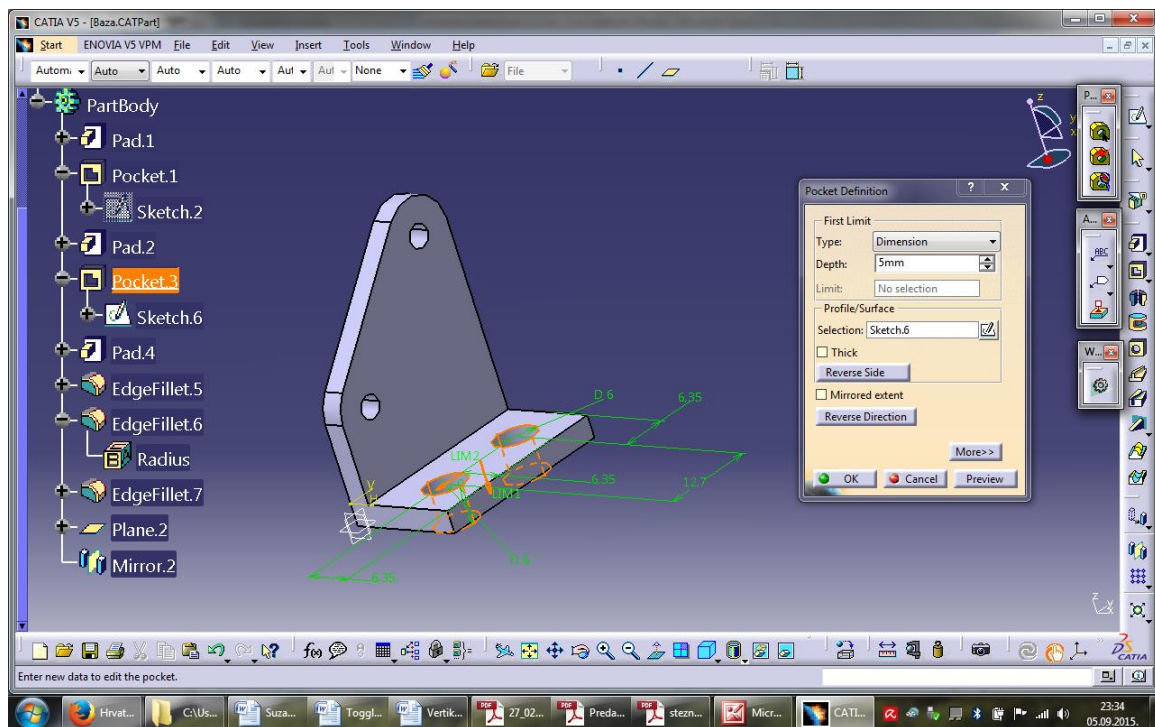 CATIA V5 - [Baza.CATPart]
Start ENOVIA V5 VPM File Edit View Insert Tools Window Help
Auto Auto Auto Aut Aut None File
PartBody
Pad.1
Pocket.1
Sketch.2
Pad.2
Pocket.3
Sketch.6
Pad.4
EdgeFillet.5
EdgeFillet.6
Radius
EdgeFillet.7
Plane.2
Mirror.2
D 6
6,35
LIM2
LIM1
6,35
12,7
D 6
6,35
y
H
z
y
x
P...
A...
ABC
W...
Pocket Definition ? X
First Limit
Type: Dimension
Depth: 5mm
Limit: No selection
Profile/Surface
Selection: Sketch.6
Thick
Reverse Side
Mirrored extent
Reverse Direction
More>>
OK Cancel Preview
z
x
f(x)
CATIA
Enter new data to edit the pocket.
Hrvat... C:\Us... Suza... Toggl... Vertik... 27_02... Preda... stezn... Micr... CATI...
23:34
05.09.2015.